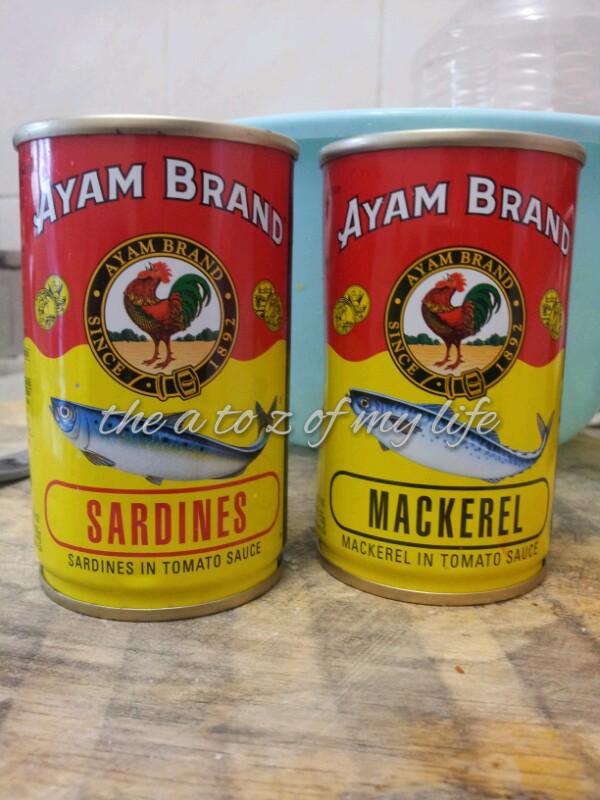 AYAM BRAND
AYAM BRAND
SINCE 1892
SARDINES
SARDINES IN TOMATO SAUCE
AYAM BRAND
AYAM BRAND
SINCE 1892
MACKEREL
MACKEREL IN TOMATO SAUCE
the a to z of my life